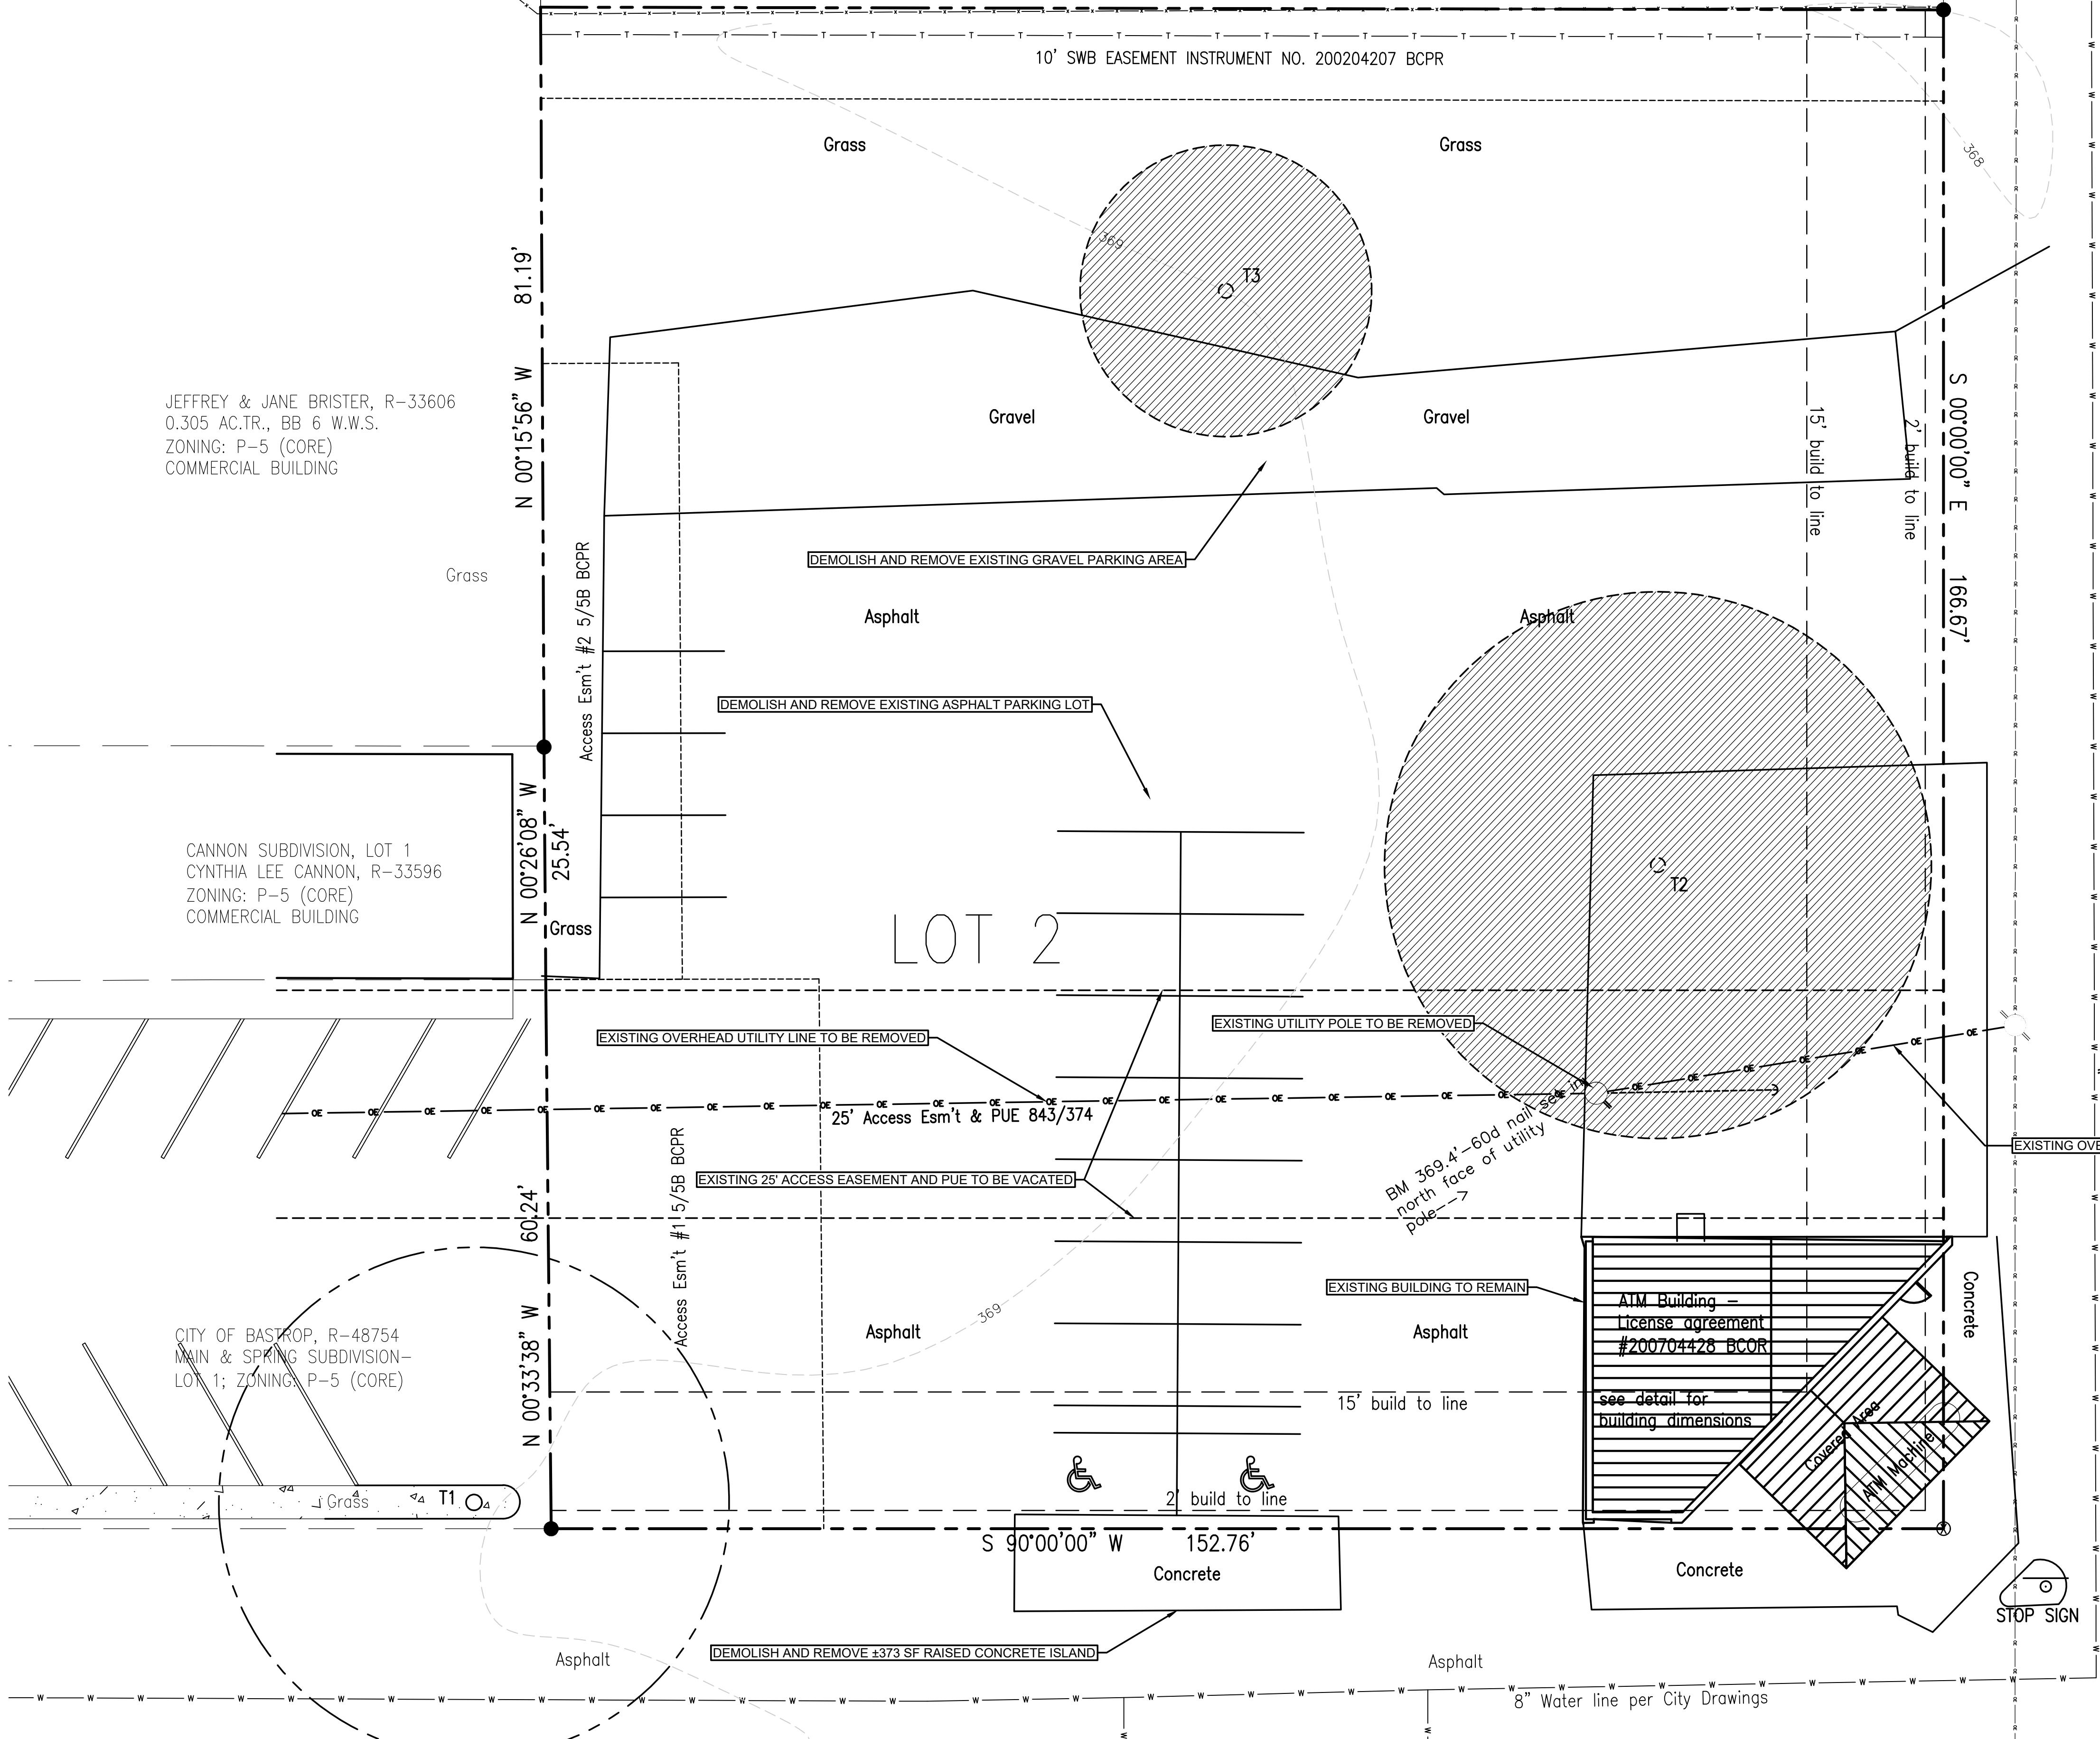 10' SWB EASEMENT INSTRUMENT NO. 200204207 BCPR
Grass
Grass
368
369
T3
81.19'
N 00°15'56" W
S 00°00'00" E
166.67'
JEFFREY & JANE BRISTER, R-33606
0.305 AC.TR., BB 6 W.W.S.
ZONING: P-5 (CORE)
COMMERCIAL BUILDING
Gravel
Gravel
15' build to line
2' build to line
DEMOLISH AND REMOVE EXISTING GRAVEL PARKING AREA
Grass
Access Esm't #2 5/5B BCPR
Asphalt
Asphalt
DEMOLISH AND REMOVE EXISTING ASPHALT PARKING LOT
CANNON SUBDIVISION, LOT 1
CYNTHIA LEE CANNON, R-33596
ZONING: P-5 (CORE)
COMMERCIAL BUILDING
N 00°26'08" W
25.54'
Grass
LOT 2
T2
EXISTING OVERHEAD UTILITY LINE TO BE REMOVED
EXISTING UTILITY POLE TO BE REMOVED
25' Access Esm't & PUE 843/374
BM 369.4'-60d nail set in
north face of utility
pole-->
EXISTING OVE
EXISTING 25' ACCESS EASEMENT AND PUE TO BE VACATED
60.24'
N 00°33'38" W
Access Esm't #1 5/5B BCPR
EXISTING BUILDING TO REMAIN
ATM Building -
License agreement
#200704428 BCOR
see detail for
building dimensions
Concrete
Covered Area
ATM Machine
CITY OF BASTROP, R-48754
MAIN & SPRING SUBDIVISION-
LOT 1; ZONING: P-5 (CORE)
369
Asphalt
Asphalt
15' build to line
Grass
T1
2' build to line
S 90°00'00" W
152.76'
Concrete
Concrete
STOP SIGN
DEMOLISH AND REMOVE ±373 SF RAISED CONCRETE ISLAND
Asphalt
Asphalt
8" Water line per City Drawings